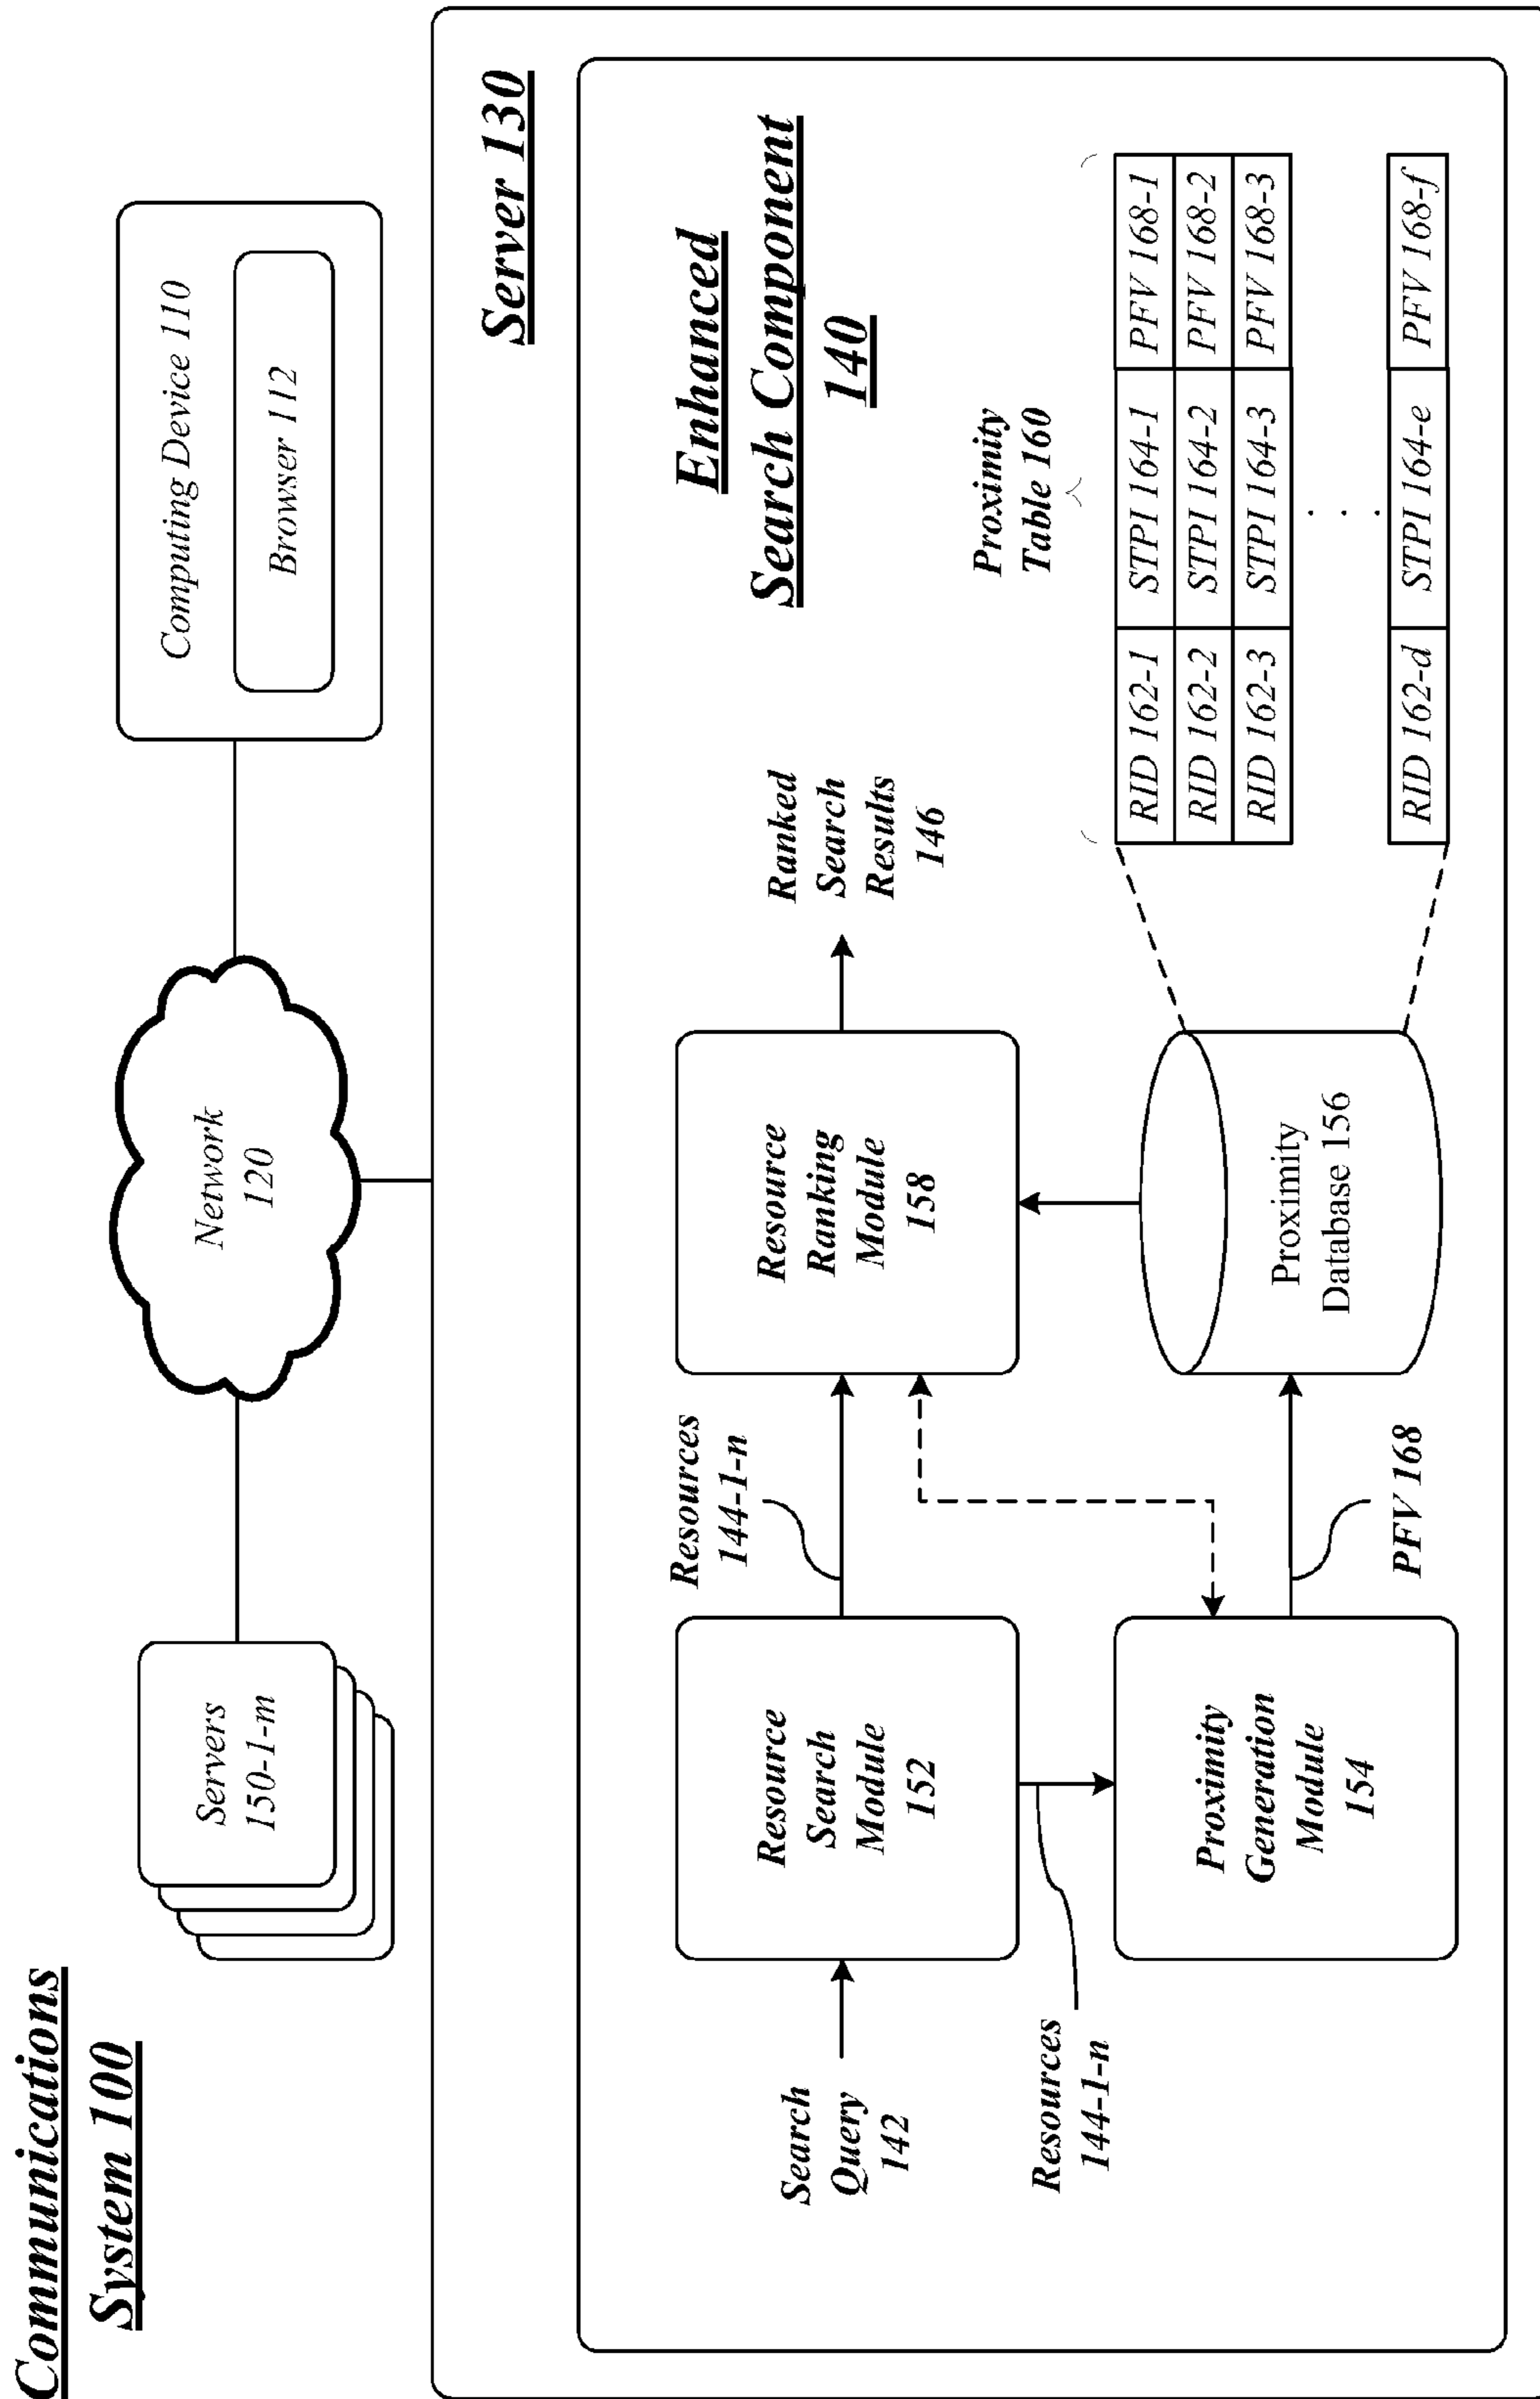 Communications
System 100
Servers
150-1-m
Network
120
Computing Device 110
Browser 112
Server 130
Enhanced
Search Component
140
Search
Query
142
Resource
Search
Module
152
Resources
144-1-n
Resource
Ranking
Module
158
Ranked
Search
Results
146
Resources
144-1-n
Proximity
Generation
Module
154
PFV 168
Proximity
Database 156
Proximity
Table 160
RID 162-1 STPI 164-1 PFV 168-1
RID 162-2 STPI 164-2 PFV 168-2
RID 162-3 STPI 164-3 PFV 168-3
. . .
RID 162-d STPI 164-e PFV 168-f